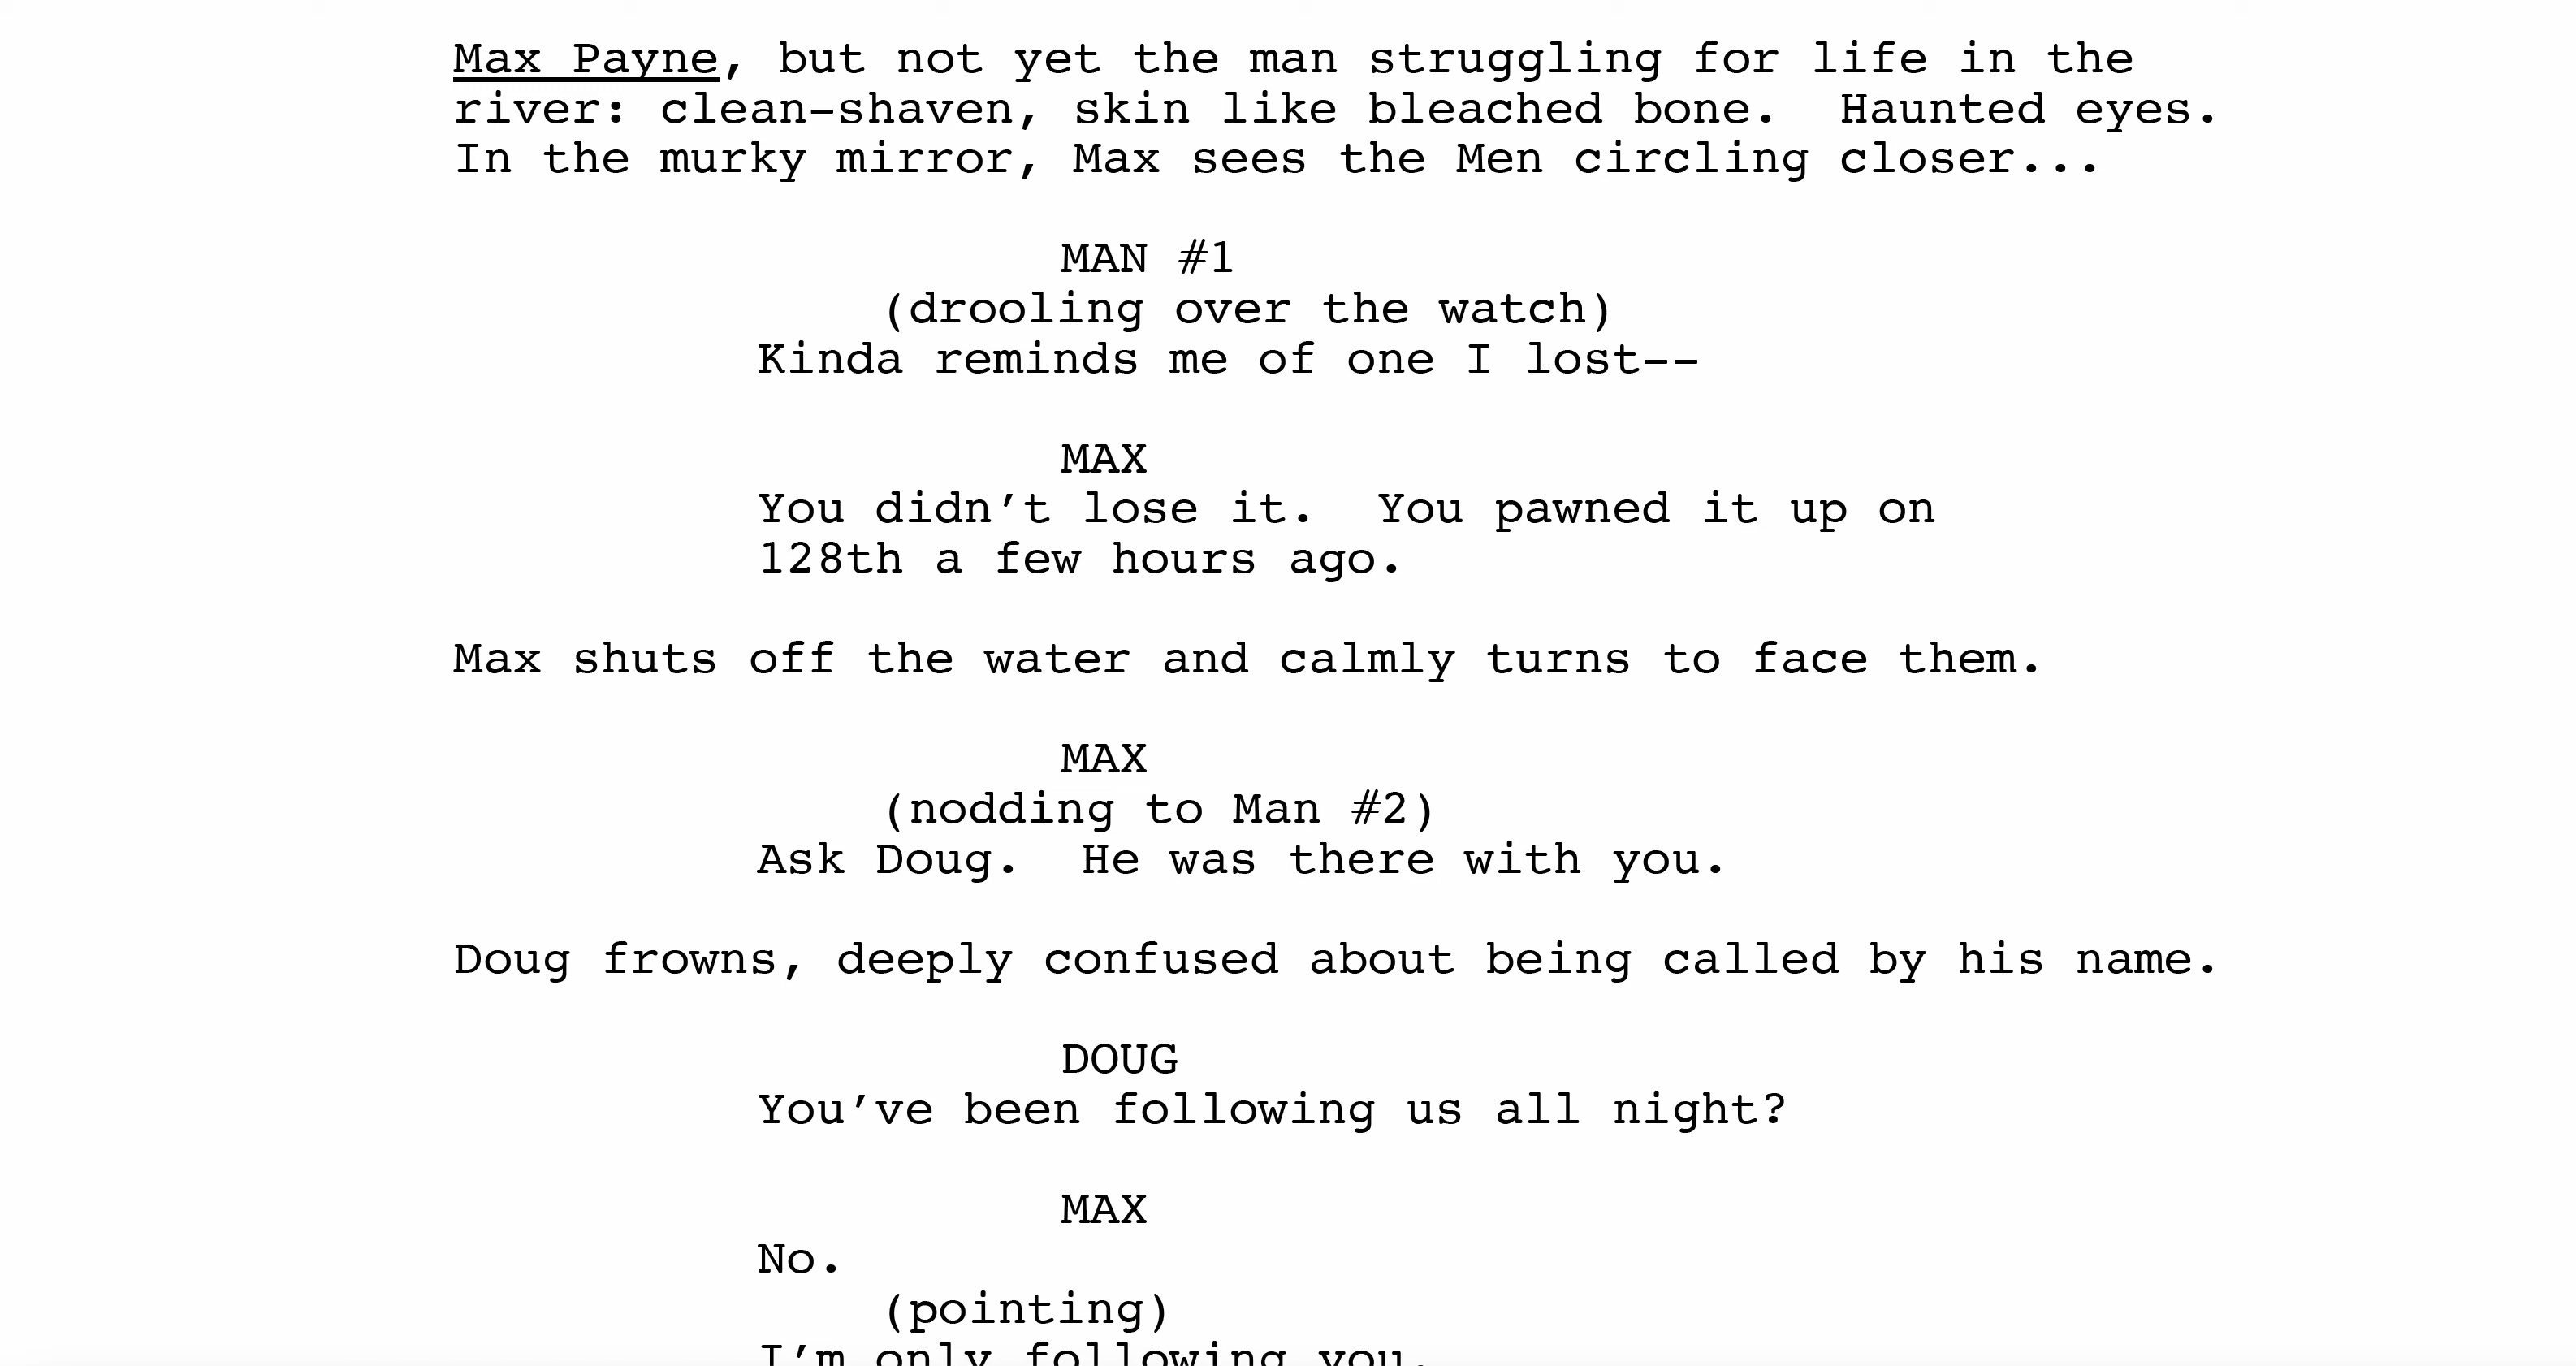 Max Payne, but not yet the man struggling for life in the
river: clean-shaven, skin like bleached bone.  Haunted eyes.
In the murky mirror, Max sees the Men circling closer...
MAN #1
(drooling over the watch)
Kinda reminds me of one I lost--
MAX
You didn’t lose it.  You pawned it up on
128th a few hours ago.
Max shuts off the water and calmly turns to face them.
MAX
(nodding to Man #2)
Ask Doug.  He was there with you.
Doug frowns, deeply confused about being called by his name.
DOUG
You’ve been following us all night?
MAX
No.
(pointing)
I’m only following you.